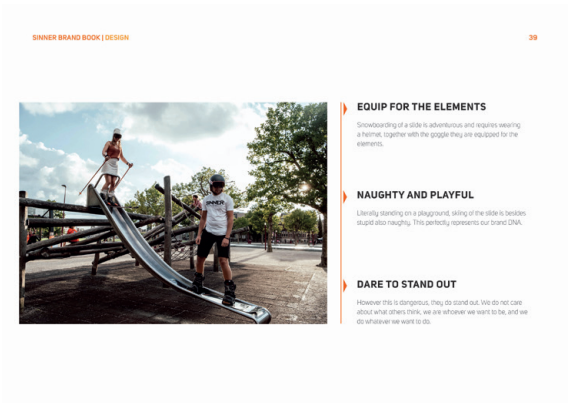 SINNER BRAND BOOK | DESIGN
39
EQUIP FOR THE ELEMENTS
Snowboarding of a slide is adventurous and requires wearing
a helmet, together with the goggle they are equipped for the
elements.
SINNER
NAUGHTY AND PLAYFUL
Literally standing on a playground, skiing of the slide is besides
stupid also naughty. This perfectly represents our brand DNA.
DARE TO STAND OUT
However this is dangerous, they do stand out. We do not care
about what others think, we are whoever we want to be, and we
do whatever we want to do.